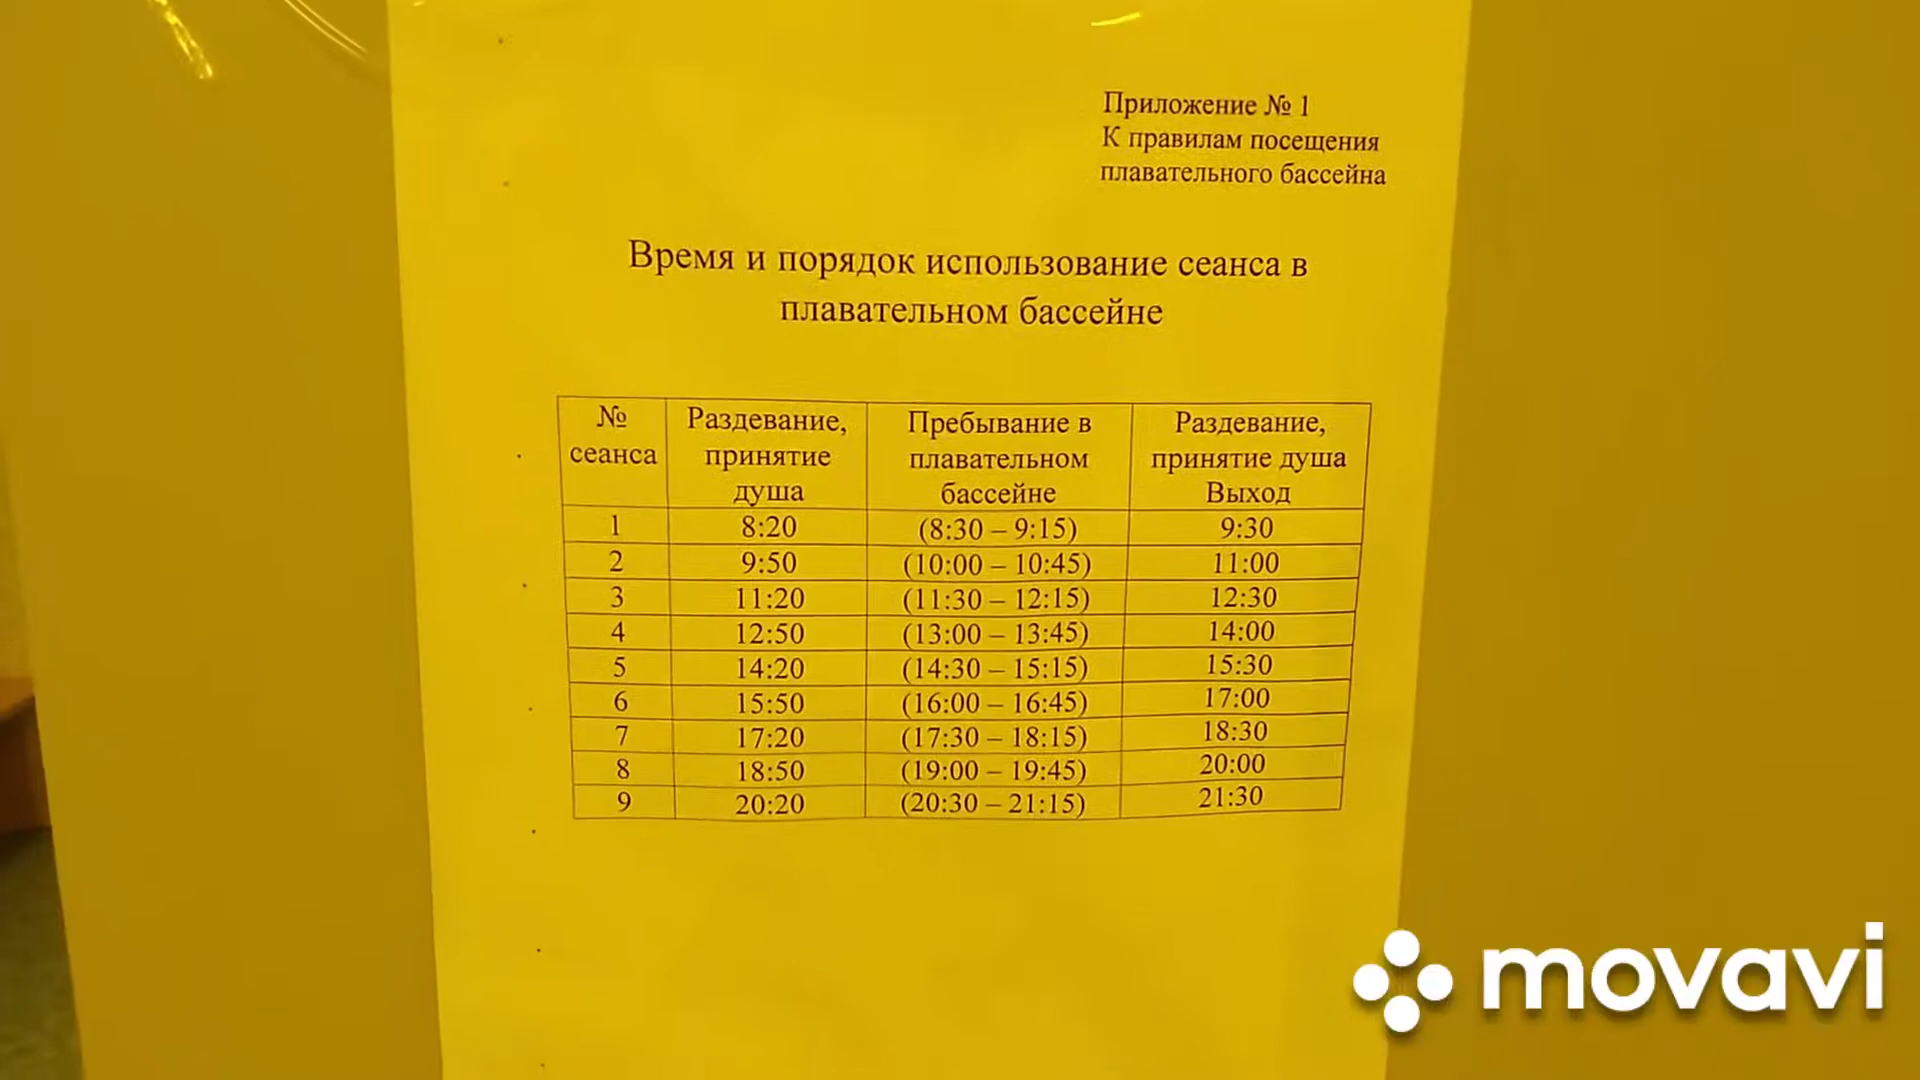 Приложение № 1
К правилам посещения
плавательного бассейна
Время и порядок использование сеанса в
плавательном бассейне
№ сеанса | Раздевание, принятие душа | Пребывание в плавательном бассейне | Раздевание, принятие душа Выход
1 8:20 (8:30 – 9:15) 9:30
2 9:50 (10:00 – 10:45) 11:00
3 11:20 (11:30 – 12:15) 12:30
4 12:50 (13:00 – 13:45) 14:00
5 14:20 (14:30 – 15:15) 15:30
6 15:50 (16:00 – 16:45) 17:00
7 17:20 (17:30 – 18:15) 18:30
8 18:50 (19:00 – 19:45) 20:00
9 20:20 (20:30 – 21:15) 21:30
movavi